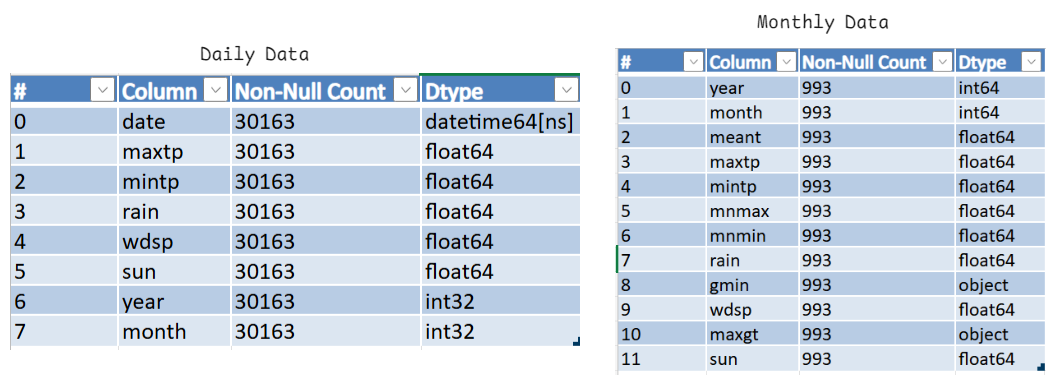 Daily Data
# Column Non-Null Count Dtype
0 date 30163 datetime64[ns]
1 maxtp 30163 float64
2 mintp 30163 float64
3 rain 30163 float64
4 wdsp 30163 float64
5 sun 30163 float64
6 year 30163 int32
7 month 30163 int32
Monthly Data
# Column Non-Null Count Dtype
0 year 993 int64
1 month 993 int64
2 meant 993 float64
3 maxtp 993 float64
4 mintp 993 float64
5 mnmax 993 float64
6 mnmin 993 float64
7 rain 993 float64
8 gmin 993 object
9 wdsp 993 float64
10 maxgt 993 object
11 sun 993 float64